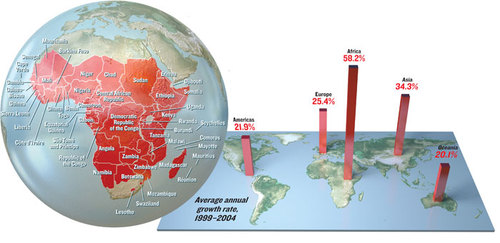 Mauritania
Burkina Faso
Senegal
Cape
Verde
Gambia
Guinea-
Bissau
Guinea
Sierra Leone
Liberia
Côte d'Ivoire
Mali
Niger
Chad
Sudan
Eritrea
Djibouti
Somalia
Ethiopia
Nigeria
Central African
Republic
Ghana
Togo
Benin
Cameroon
Equatorial
Guinea
São Tomé
and Príncipe
Gabon
Republic of
the Congo
Democratic
Republic of
the Congo
Uganda
Kenya
Rwanda
Burundi
Seychelles
Tanzania
Comoros
Malawi
Mayotte
Mauritius
Angola
Zambia
Zimbabwe
Madagascar
Réunion
Namibia
Botswana
Mozambique
Swaziland
Lesotho
Americas
21.9%
Europe
25.4%
Africa
58.2%
Asia
34.3%
Oceania
20.1%
Average annual
growth rate,
1999–2004